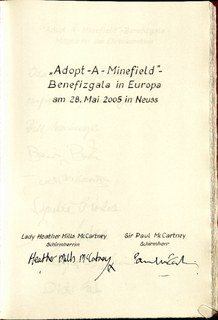 „Adopt-A-Minefield"-
Benefizgala in Europa
am 28. Mai 2005 in Neuss
Lady Heather Mills McCartney
Schirmherrin
Sir Paul McCartney
Schirmherr
Heather Mills McCartney